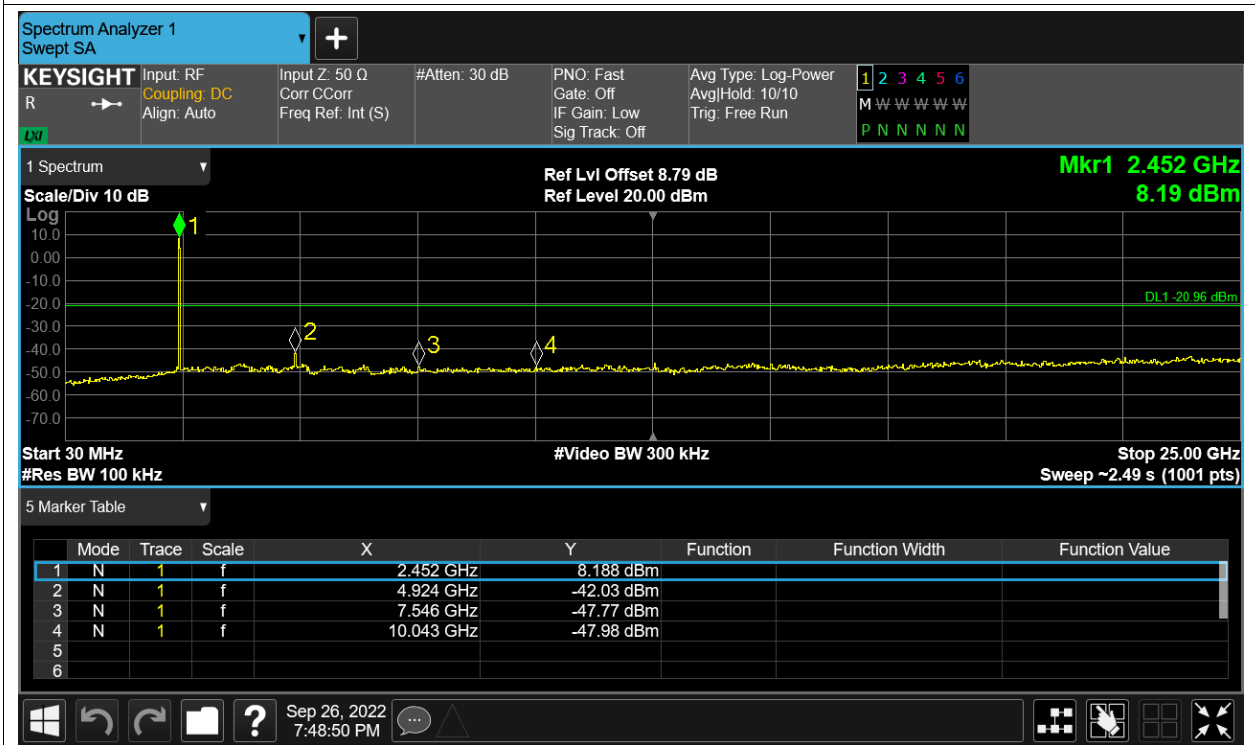 Spectrum Analyzer 1
Swept SA
KEYSIGHT
R
LXI
Input: RF
Coupling: DC
Align: Auto
Input Z: 50 Ω
Corr CCorr
Freq Ref: Int (S)
#Atten: 30 dB
PNO: Fast
Gate: Off
IF Gain: Low
Sig Track: Off
Avg Type: Log-Power
Avg|Hold: 10/10
Trig: Free Run
1 2 3 4 5 6
M W W W W W
P N N N N N
1 Spectrum
Scale/Div 10 dB
Ref Lvl Offset 8.79 dB
Ref Level 20.00 dBm
Mkr1 2.452 GHz
8.19 dBm
Log
10.0
0.00
-10.0
-20.0
-30.0
-40.0
-50.0
-60.0
-70.0
1
2
3
4
DL1 -20.96 dBm
Start 30 MHz
#Video BW 300 kHz
Stop 25.00 GHz
#Res BW 100 kHz
Sweep ~2.49 s (1001 pts)
5 Marker Table
Mode Trace Scale X Y Function Function Width Function Value
1 N 1 f 2.452 GHz 8.188 dBm
2 N 1 f 4.924 GHz -42.03 dBm
3 N 1 f 7.546 GHz -47.77 dBm
4 N 1 f 10.043 GHz -47.98 dBm
5
6
?
Sep 26, 2022
7:48:50 PM